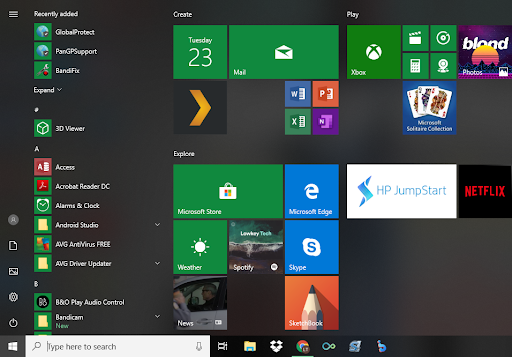 Recently added
GlobalProtect
PanGPSupport
BandiFix
Expand
#
3D Viewer
A
Access
Acrobat Reader DC
Alarms & Clock
Android Studio
AVG AntiVirus FREE
AVG Driver Updater
B
B&O Play Audio Control
Bandicam
New
Type here to search
Create
Tuesday
23
Mail
Explore
Microsoft Store
Microsoft Edge
Weather
Lowkey Tech
Spotify
Skype
News
SketchBook
Play
Xbox
blond
Photos
Microsoft
Solitaire Collection
HP JumpStart
NETFLIX